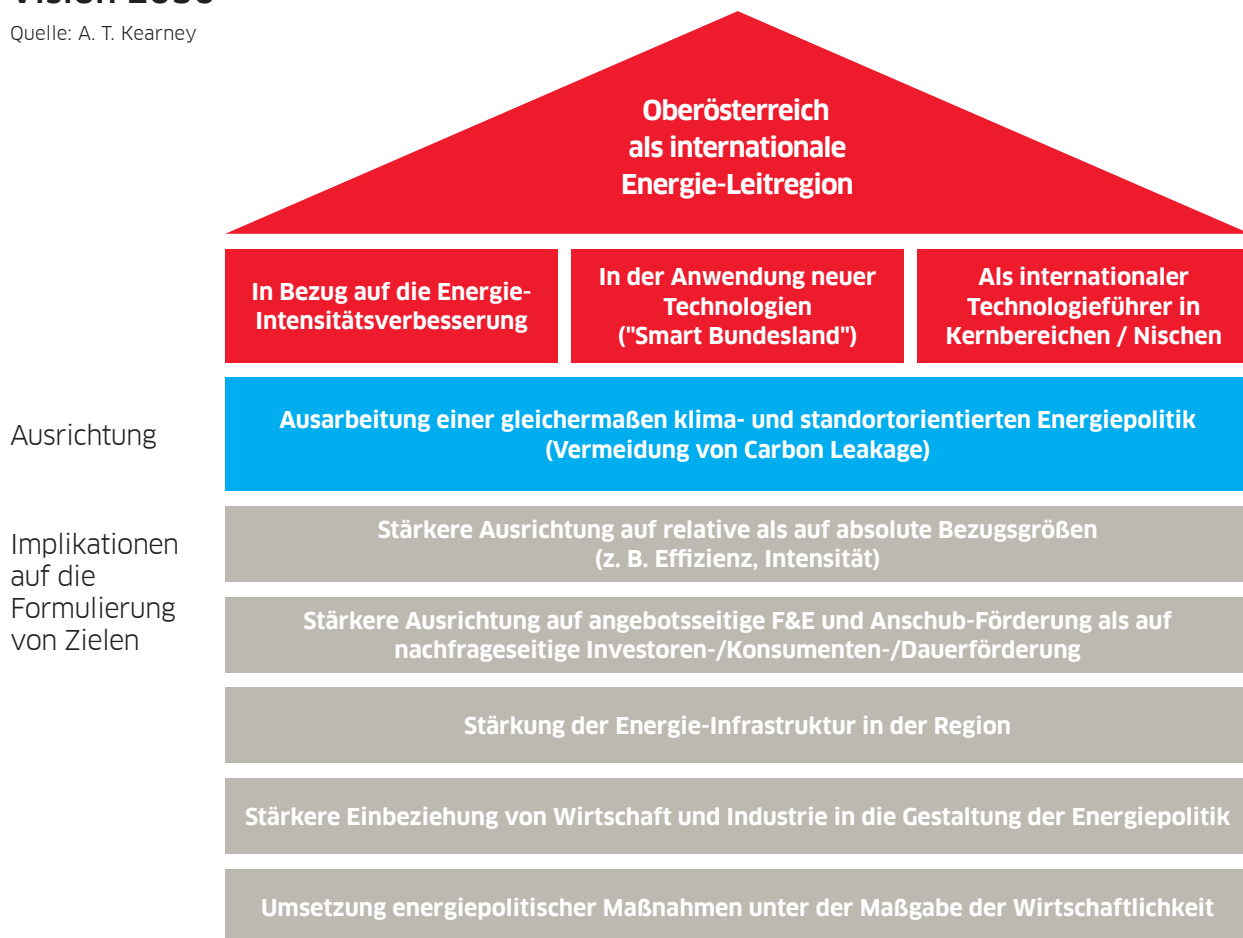 Quelle: A. T. Kearney
Oberösterreich
als internationale
Energie-Leitregion
In Bezug auf die Energie-
Intensitätsverbesserung
In der Anwendung neuer
Technologien
("Smart Bundesland")
Als internationaler
Technologieführer in
Kernbereichen / Nischen
Ausrichtung
Ausarbeitung einer gleichermaßen klima- und standortorientierten Energiepolitik
(Vermeidung von Carbon Leakage)
Implikationen
auf die
Formulierung
von Zielen
Stärkere Ausrichtung auf relative als auf absolute Bezugsgrößen
(z. B. Effizienz, Intensität)
Stärkere Ausrichtung auf angebotsseitige F&E und Anschub-Förderung als auf
nachfrageseitige Investoren-/Konsumenten-/Dauerförderung
Stärkung der Energie-Infrastruktur in der Region
Stärkere Einbeziehung von Wirtschaft und Industrie in die Gestaltung der Energiepolitik
Umsetzung energiepolitischer Maßnahmen unter der Maßgabe der Wirtschaftlichkeit